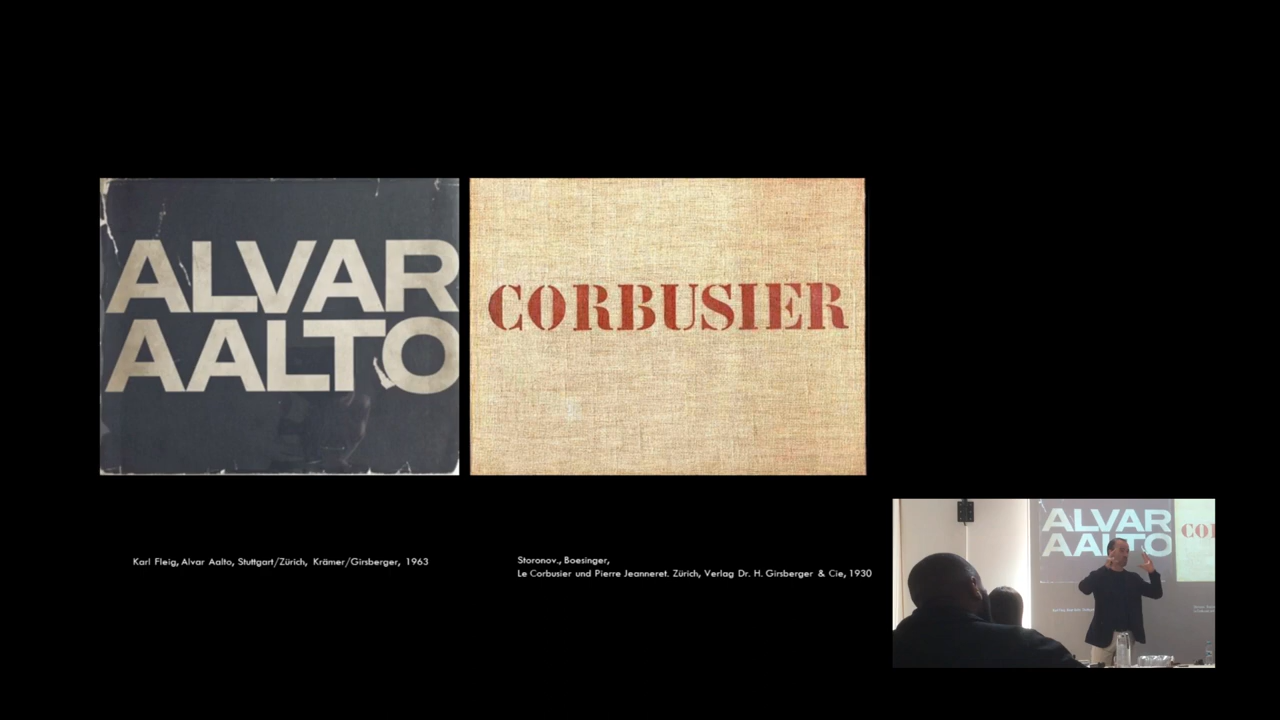 ALVAR
AALTO
CORBUSIER
Karl Fleig, Alvar Aalto, Stuttgart/Zürich, Krämer/Girsberger, 1963
Storonov., Boesinger,
Le Corbusier und Pierre Jeanneret. Zürich, Verlag Dr. H. Girsberger & Cie, 1930
ALVAR
AALTO
COR